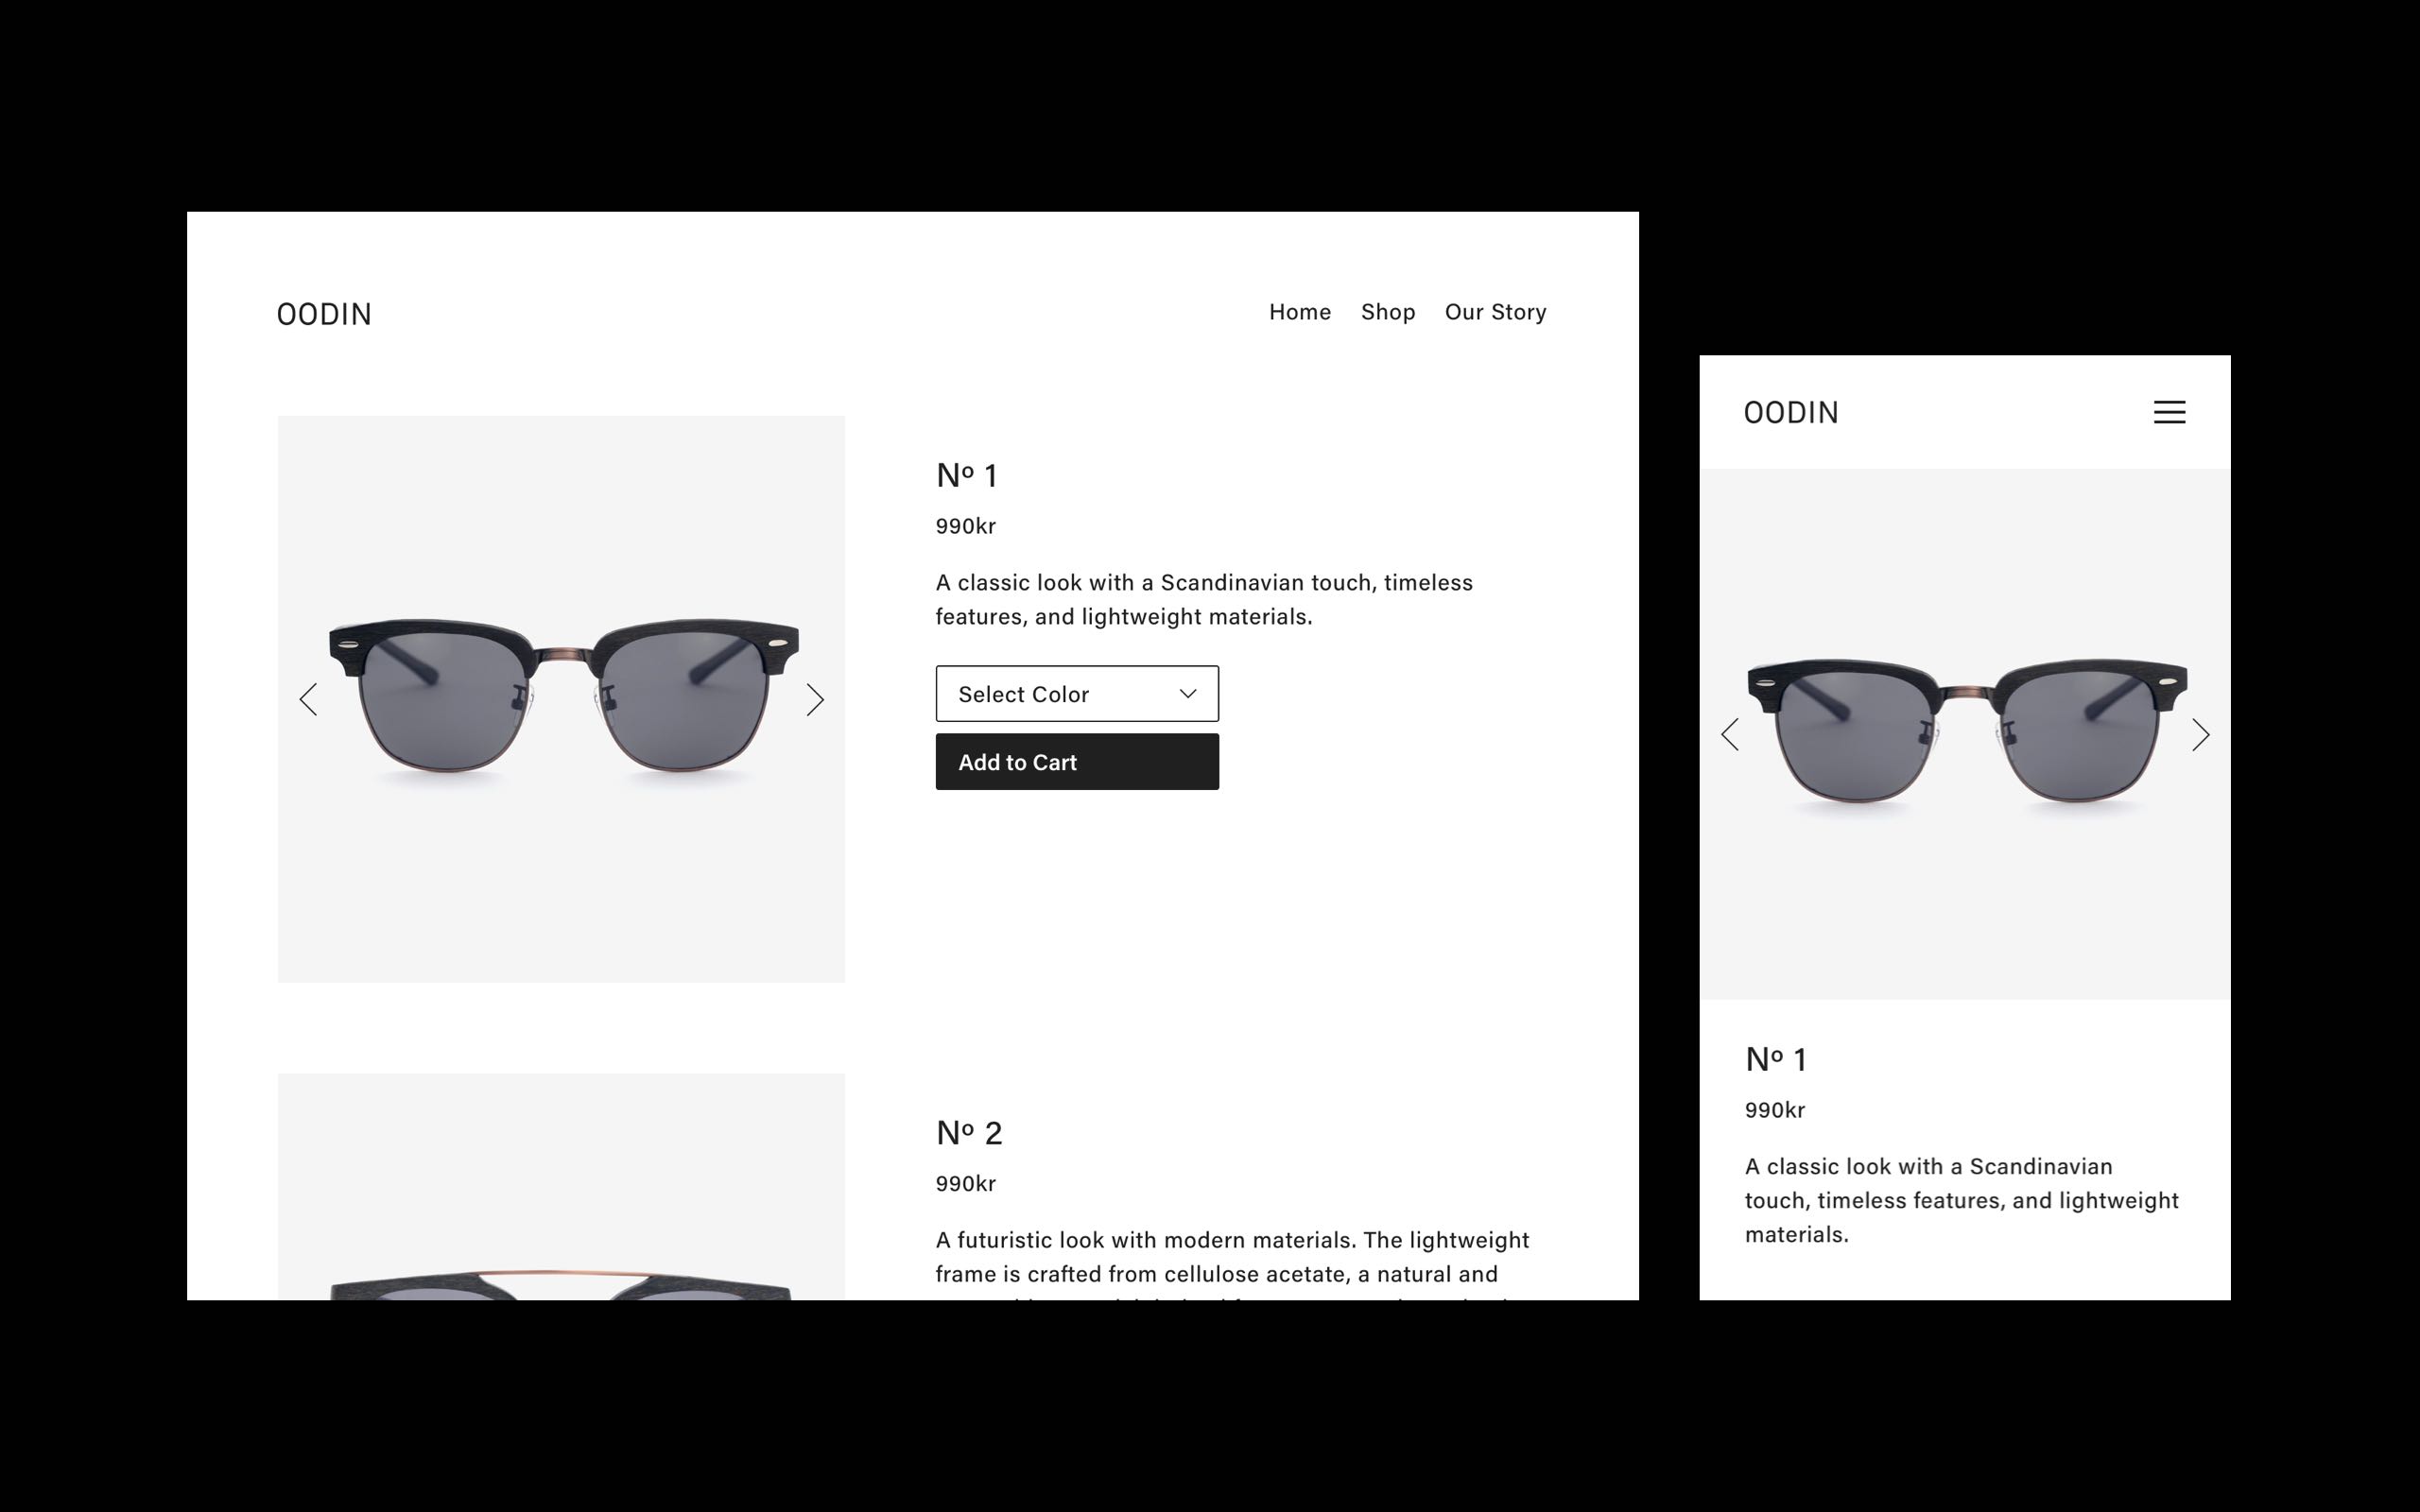 OODIN
Home Shop Our Story
Nº 1
990kr
A classic look with a Scandinavian touch, timeless
features, and lightweight materials.
Select Color
Add to Cart
Nº 2
990kr
A futuristic look with modern materials. The lightweight
frame is crafted from cellulose acetate, a natural and
OODIN
Nº 1
990kr
A classic look with a Scandinavian
touch, timeless features, and lightweight
materials.